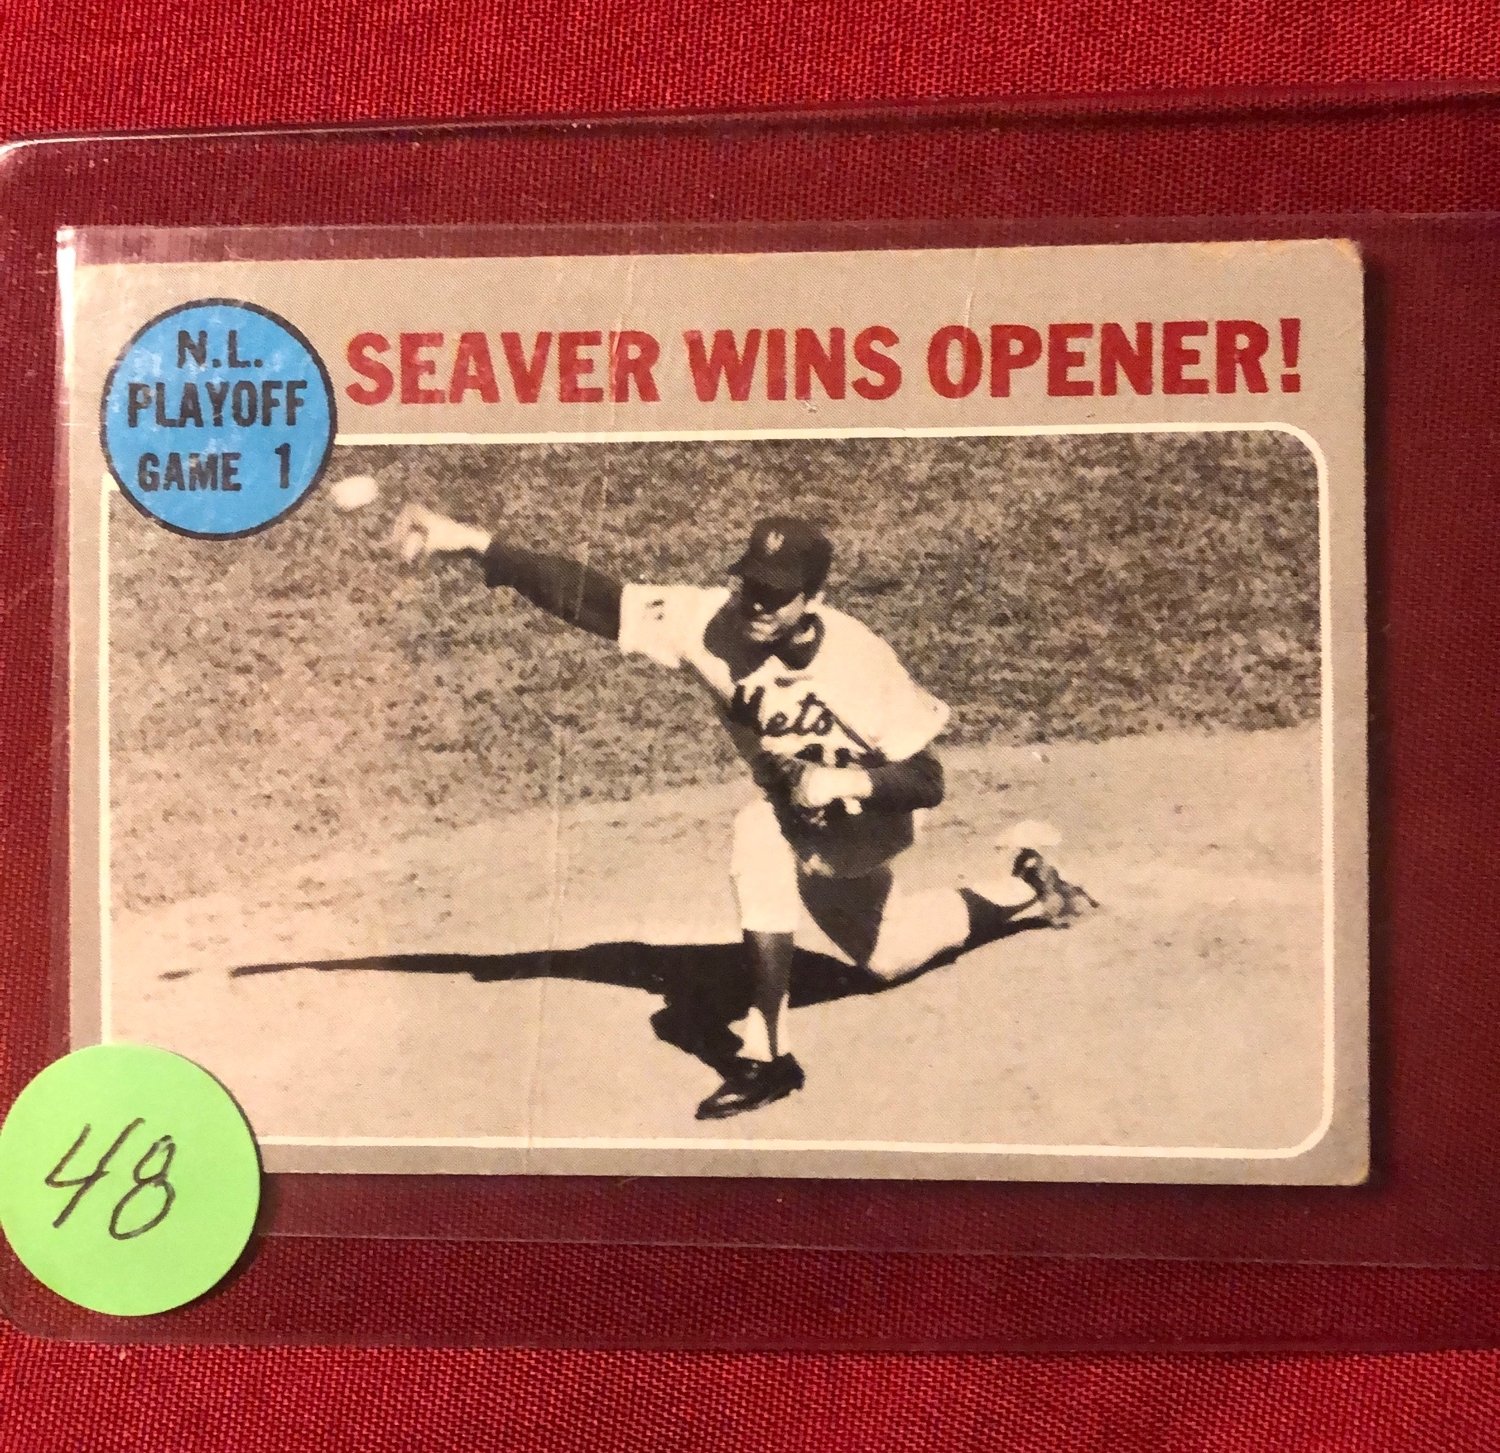 N.L.
PLAYOFF
GAME 1
SEAVER WINS OPENER!
Mets
48